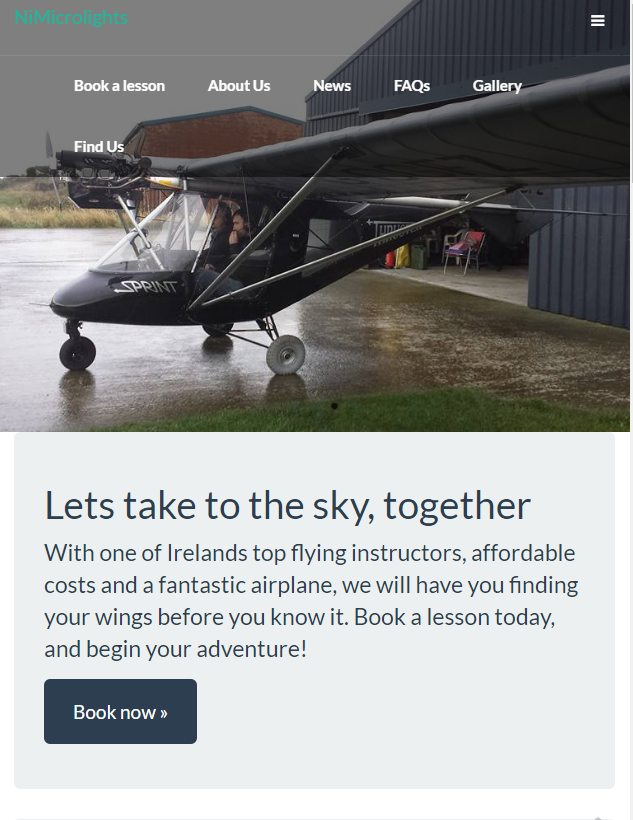 NiMicrolights
Book a lesson About Us News FAQs Gallery
Find Us
THRUSTER
SPRINT
Lets take to the sky, together
With one of Irelands top flying instructors, affordable
costs and a fantastic airplane, we will have you finding
your wings before you know it. Book a lesson today,
and begin your adventure!
Book now »